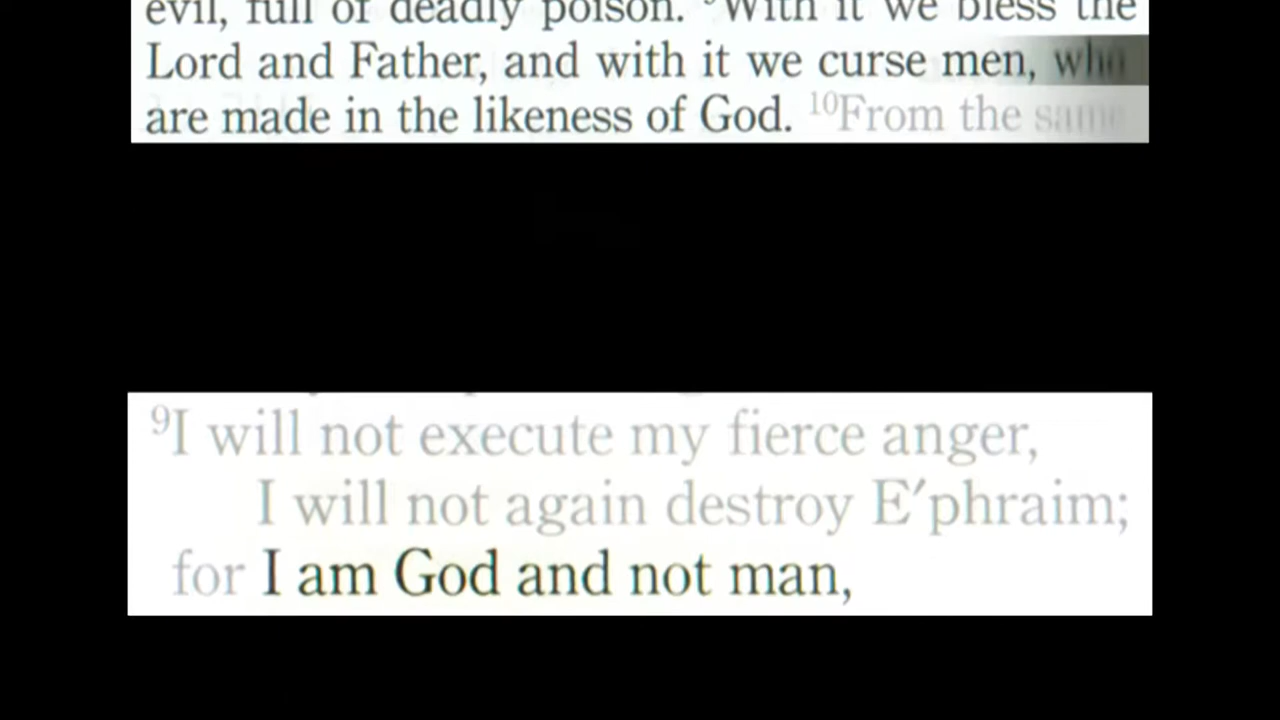 evil, full of deadly poison. ⁹With it we bless the
Lord and Father, and with it we curse men, who
are made in the likeness of God. ¹⁰From the same
⁹I will not execute my fierce anger,
I will not again destroy E′phraim;
for I am God and not man,